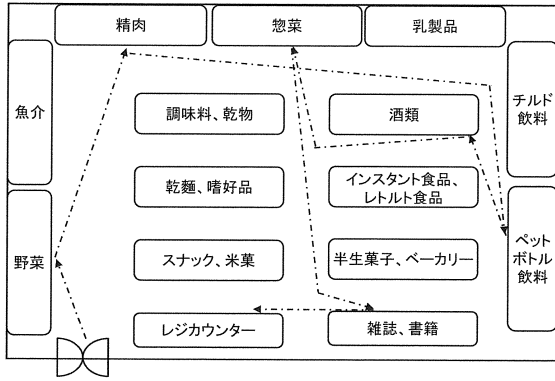 精肉
惣菜
乳製品
魚介
調味料、乾物
酒類
チルド
飲料
乾麺、嗜好品
インスタント食品、
レトルト食品
野菜
スナック、米菓
半生菓子、ベーカリー
ペット
ボトル
飲料
レジカウンター
雑誌、書籍